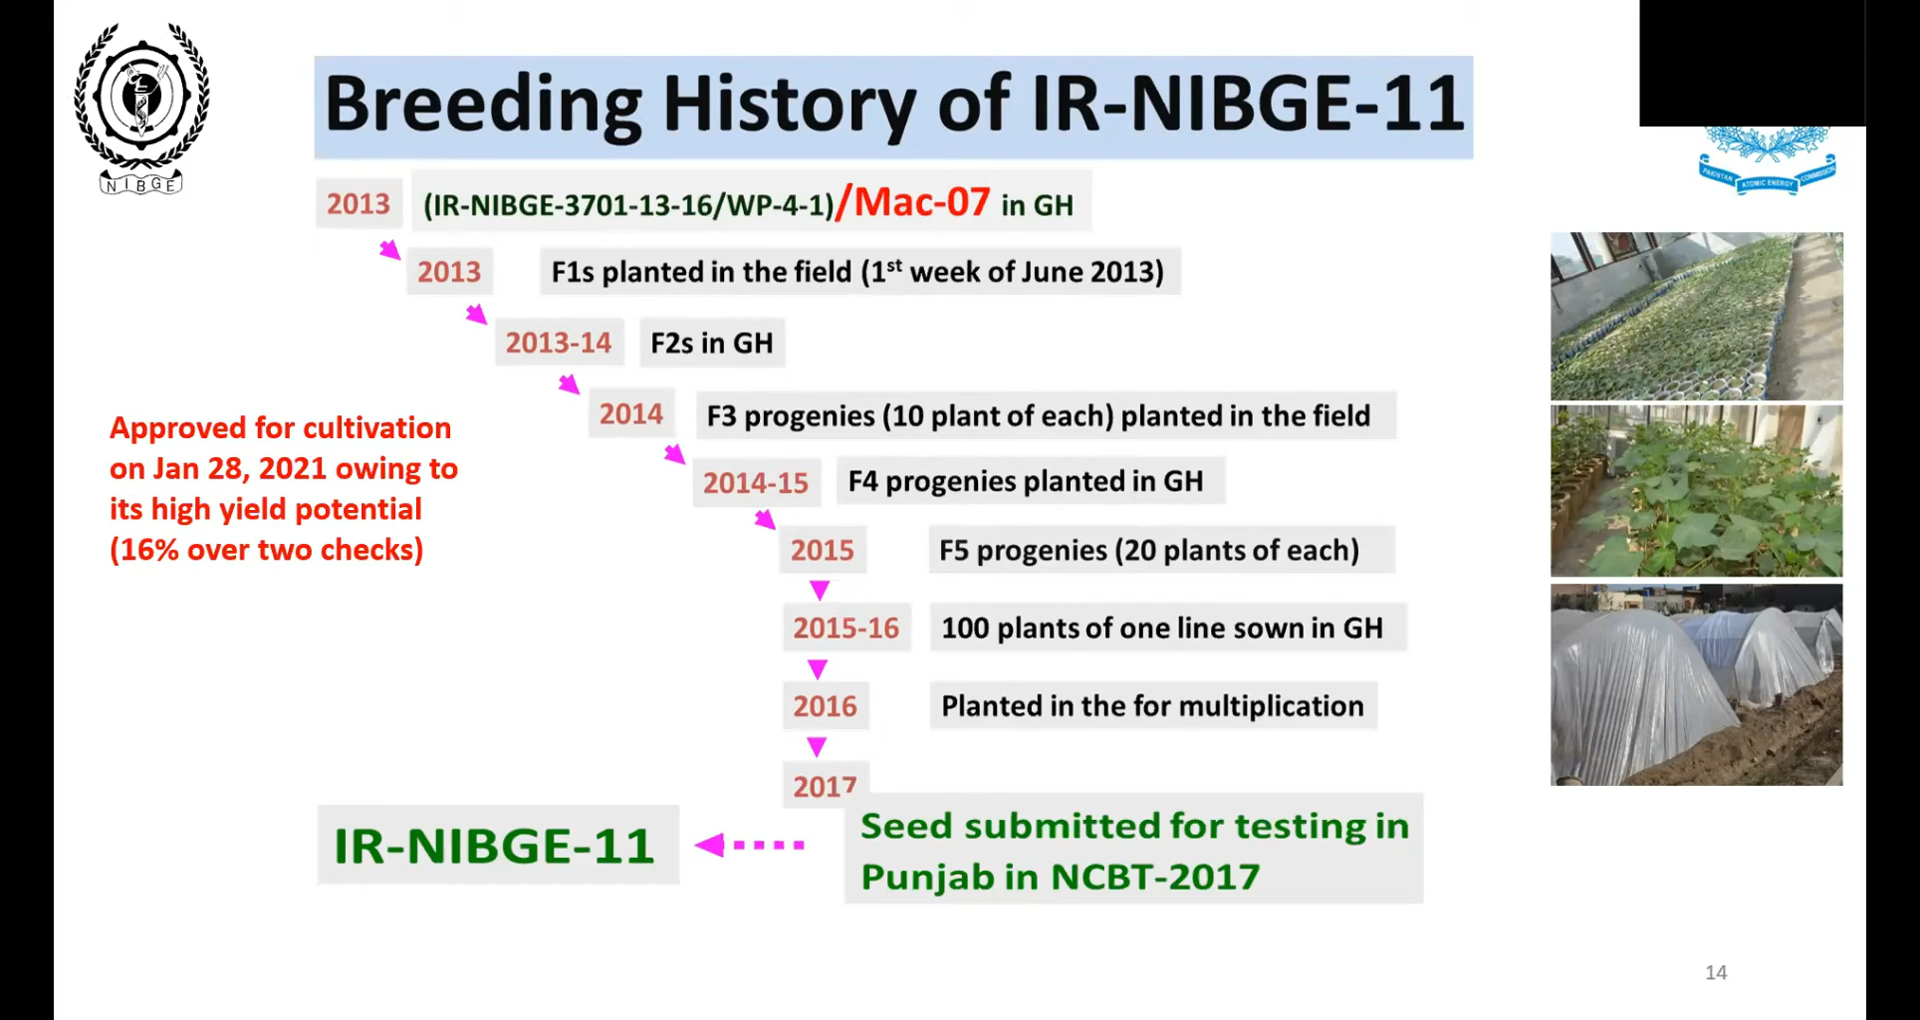 NIBGE
Breeding History of IR-NIBGE-11
PAKISTAN ATOMIC ENERGY COMMISSION
2013 (IR-NIBGE-3701-13-16/WP-4-1)/Mac-07 in GH
2013 F1s planted in the field (1st week of June 2013)
2013-14 F2s in GH
2014 F3 progenies (10 plant of each) planted in the field
Approved for cultivation
on Jan 28, 2021 owing to
its high yield potential
(16% over two checks)
2014-15 F4 progenies planted in GH
2015 F5 progenies (20 plants of each)
2015-16 100 plants of one line sown in GH
2016 Planted in the for multiplication
2017
Seed submitted for testing in
Punjab in NCBT-2017
IR-NIBGE-11
14